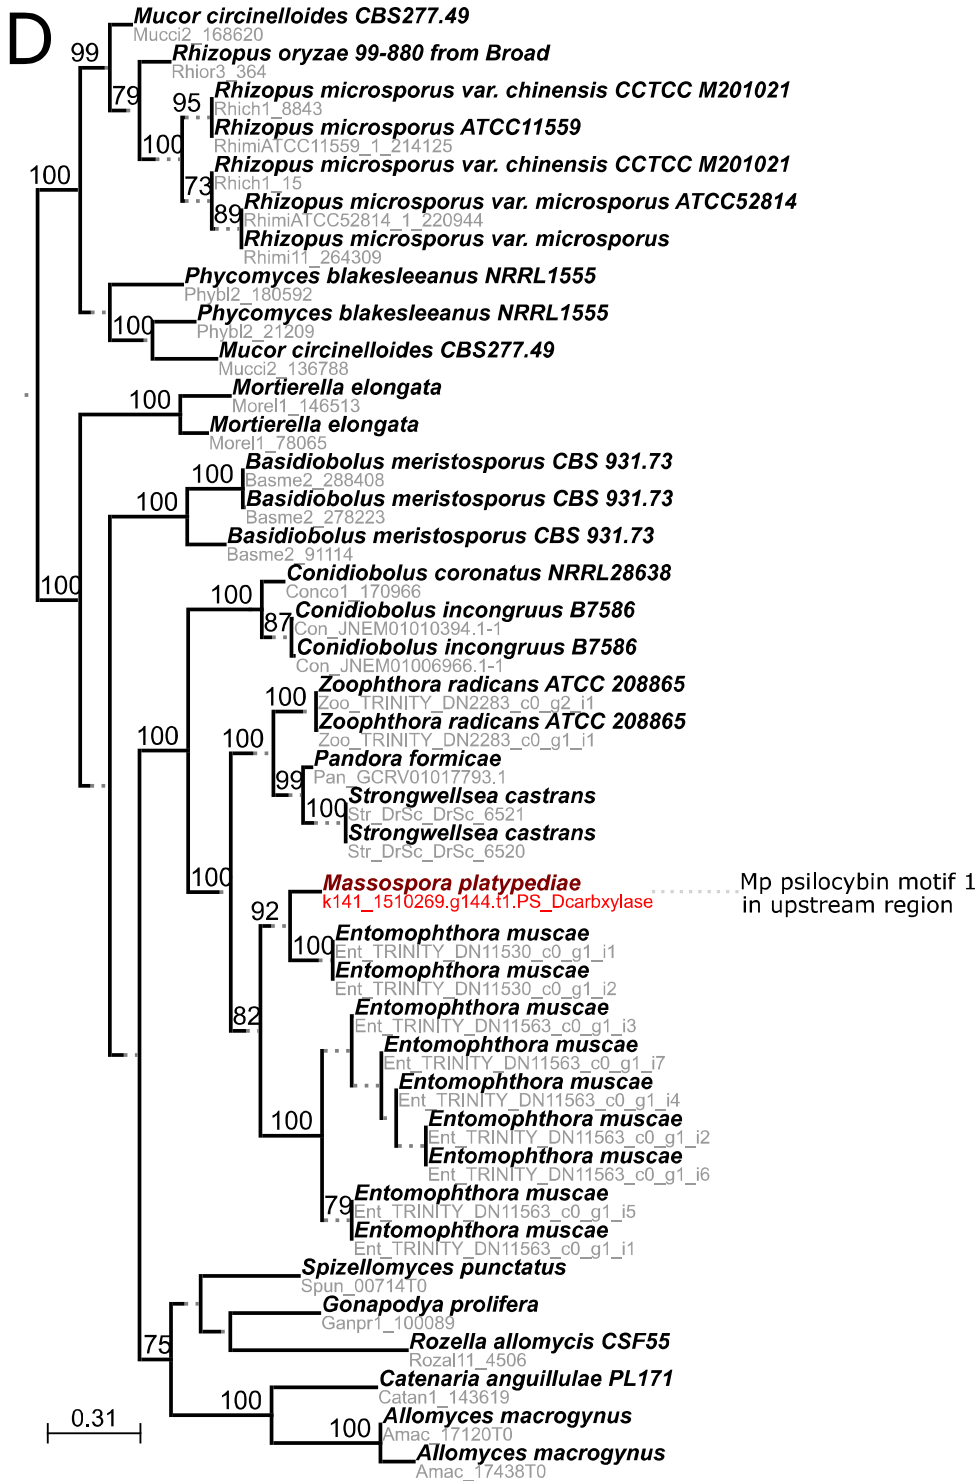 D
Mucor circinelloides CBS277.49
99
Mucci2_168620
Rhizopus oryzae 99-880 from Broad
Rhior3_364
79
Rhizopus microsporus var. chinensis CCTCC M201021
95
Rhich1_8843
Rhizopus microsporus ATCC11559
100
RhimiATCC11559_1_214125
Rhizopus microsporus var. chinensis CCTCC M201021
100
73
Rhich1_15
Rhizopus microsporus var. microsporus ATCC52814
89
RhimiATCC52814_1_220944
Rhizopus microsporus var. microsporus
Rhimi11_264309
Phycomyces blakesleeanus NRRL1555
Phybl2_180592
Phycomyces blakesleeanus NRRL1555
100
Phybl2_21209
Mucor circinelloides CBS277.49
Mucci2_136788
Mortierella elongata
100
Morel1_146513
Mortierella elongata
Morel1_78065
Basidiobolus meristosporus CBS 931.73
100
Basme2_288408
Basidiobolus meristosporus CBS 931.73
100
Basme2_278223
Basidiobolus meristosporus CBS 931.73
Basme2_91114
Conidiobolus coronatus NRRL28638
100
Conco1_170966
100
Conidiobolus incongruus B7586
87
Con_JNEM01010394.1-1
Conidiobolus incongruus B7586
Con_JNEM01006966.1-1
Zoophthora radicans ATCC 208865
100
Zoo_TRINITY_DN2283_c0_g2_i1
Zoophthora radicans ATCC 208865
100
100
Zoo_TRINITY_DN2283_c0_g1_i1
Pandora formicae
99
Pan_GCRV01017793.1
Strongwellsea castrans
100
Str_DrSc_DrSc_6521
Strongwellsea castrans
Str_DrSc_DrSc_6520
100
Massospora platypediae
k141_1510269.g144.t1.PS_Dcarbxylase
Mp psilocybin motif 1
in upstream region
92
Entomophthora muscae
100
Ent_TRINITY_DN11530_c0_g1_i1
Entomophthora muscae
Ent_TRINITY_DN11530_c0_g1_i2
Entomophthora muscae
82
Ent_TRINITY_DN11563_c0_g1_i3
Entomophthora muscae
Ent_TRINITY_DN11563_c0_g1_i7
Entomophthora muscae
Ent_TRINITY_DN11563_c0_g1_i4
Entomophthora muscae
100
Ent_TRINITY_DN11563_c0_g1_i2
Entomophthora muscae
Ent_TRINITY_DN11563_c0_g1_i6
Entomophthora muscae
79
Ent_TRINITY_DN11563_c0_g1_i5
Entomophthora muscae
Ent_TRINITY_DN11563_c0_g1_i1
Spizellomyces punctatus
Spun_00714T0
Gonapodya prolifera
Ganpr1_100089
75
Rozella allomycis CSF55
Rozal11_4506
Catenaria anguillulae PL171
100
Catan1_143619
Allomyces macrogynus
0.31
100
Amac_17120T0
Allomyces macrogynus
Amac_17438T0